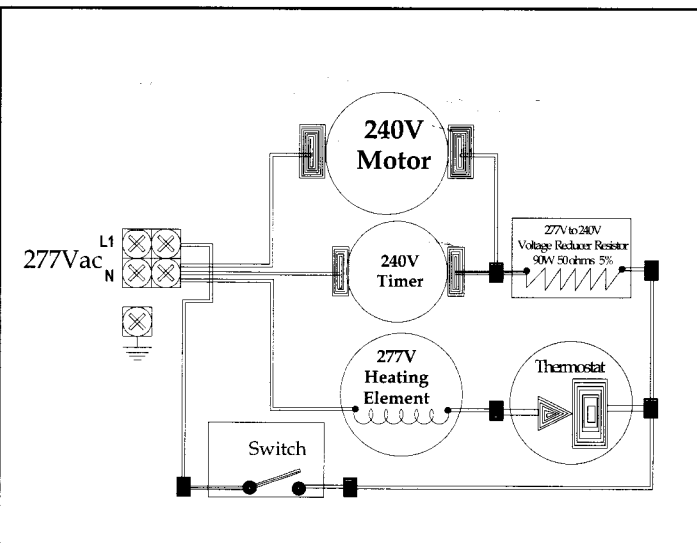 240V
Motor
L1
277Vac
N
240V
Timer
277V to 240V
Voltage Reducer Resistor
90W 50 ohms 5%
277V
Heating
Element
Thermostat
Switch